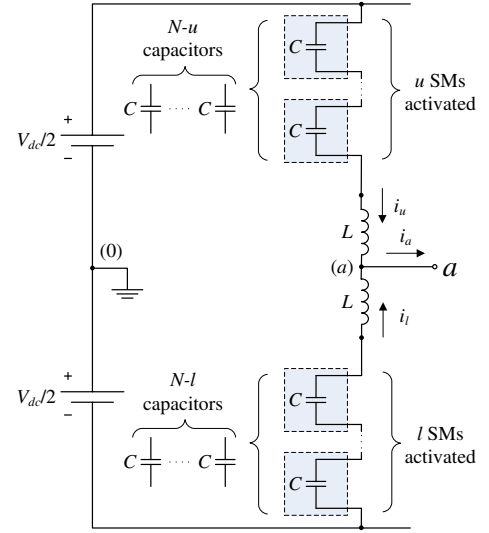 N-u
capacitors
C
C
C
C
u SMs
activated
+
V_dc/2
−
i_u
L
i_a
(0)
(a)
a
L
i_l
+
V_dc/2
−
N-l
capacitors
C
C
C
C
l SMs
activated